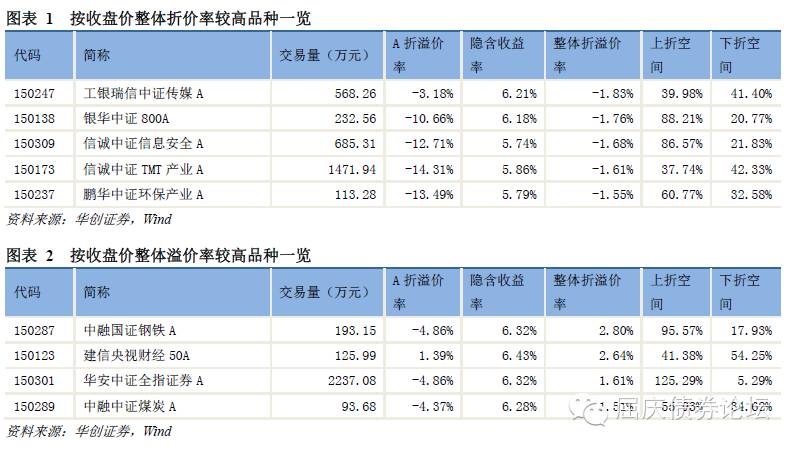 图表 1 按收盘价整体折价率较高品种一览
代码 简称 交易量（万元） A 折溢价率 隐含收益率 整体折溢价率 上折空间 下折空间
150247 工银瑞信中证传媒 A 568.26 -3.18% 6.21% -1.83% 39.98% 41.40%
150138 银华中证 800A 232.56 -10.66% 6.18% -1.76% 88.21% 20.77%
150309 信诚中证信息安全 A 685.31 -12.71% 5.74% -1.68% 86.57% 21.83%
150173 信诚中证 TMT 产业 A 1471.94 -14.31% 5.86% -1.61% 37.74% 42.33%
150237 鹏华中证环保产业 A 113.28 -13.49% 5.79% -1.55% 60.77% 32.58%
资料来源：华创证券，Wind
图表 2 按收盘价整体溢价率较高品种一览
代码 简称 交易量（万元） A 折溢价率 隐含收益率 整体折溢价率 上折空间 下折空间
150287 中融国证钢铁 A 193.15 -4.86% 6.32% 2.80% 95.57% 17.93%
150123 建信央视财经 50A 125.99 1.39% 6.43% 2.64% 41.38% 54.25%
150301 华安中证全指证券 A 2237.08 -4.86% 6.32% 1.61% 125.29% 5.29%
150289 中融中证煤炭 A 93.68 -4.37% 6.28%
资料来源：华创证券，Wind
屈庆债券论坛